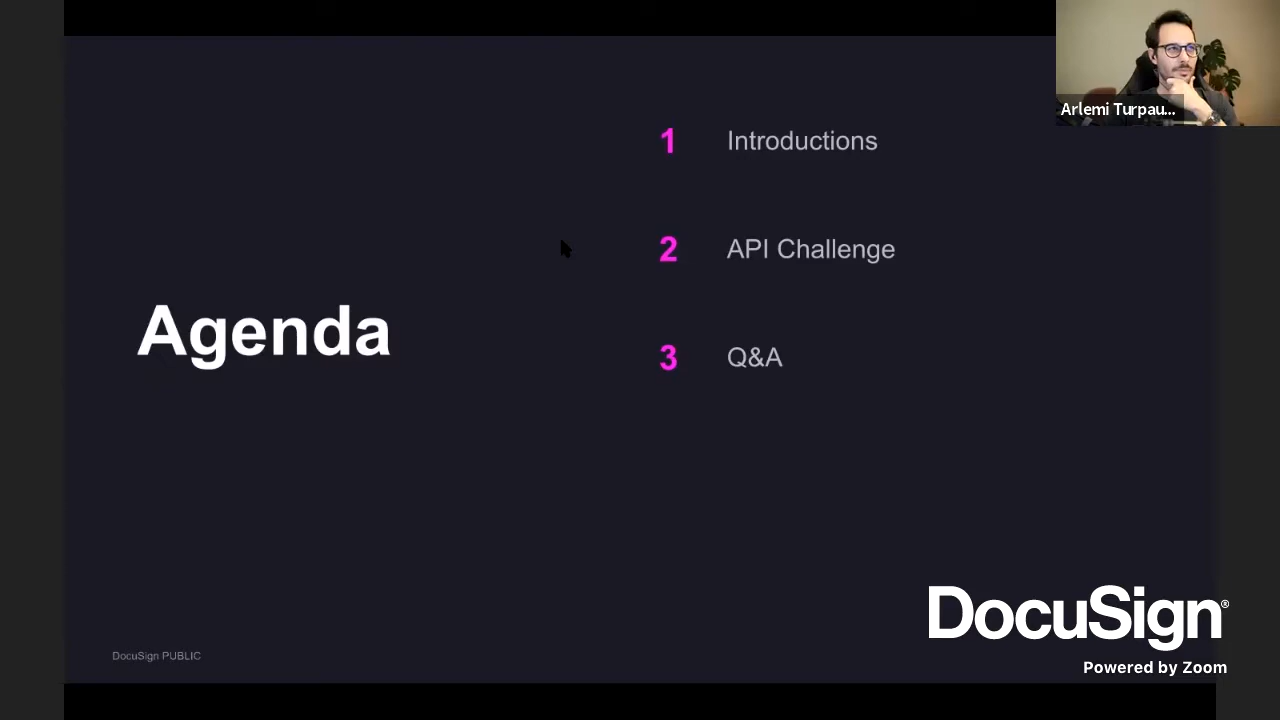 Arlemi Turpau...
1 Introductions
2 API Challenge
Agenda
3 Q&A
DocuSign®
DocuSign PUBLIC
Powered by Zoom